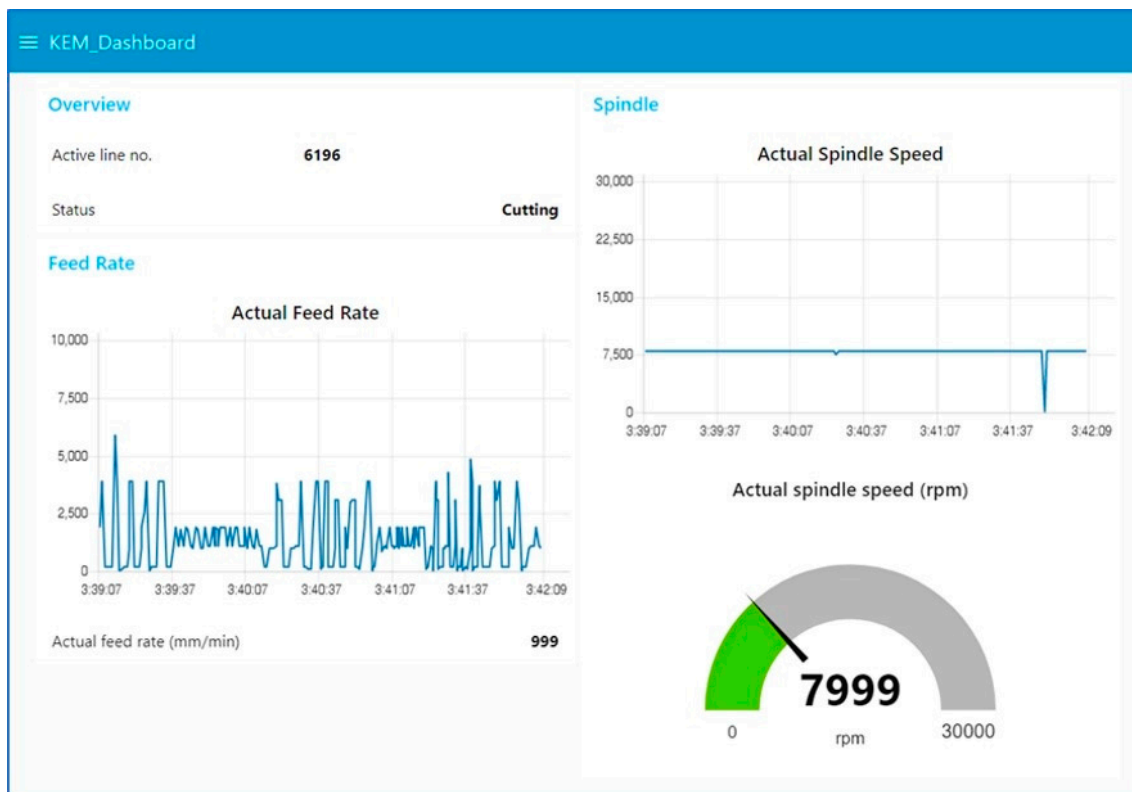 KEM_Dashboard
Overview
Active line no. 6196
Status Cutting
Feed Rate
Actual Feed Rate
10,000
7,500
5,000
2,500
0
3:39:07 3:39:37 3:40:07 3:40:37 3:41:07 3:41:37 3:42:09
Actual feed rate (mm/min) 999
Spindle
Actual Spindle Speed
30,000
22,500
15,000
7,500
0
3:39:07 3:39:37 3:40:07 3:40:37 3:41:07 3:41:37 3:42:09
Actual spindle speed (rpm)
7999
0 rpm 30000